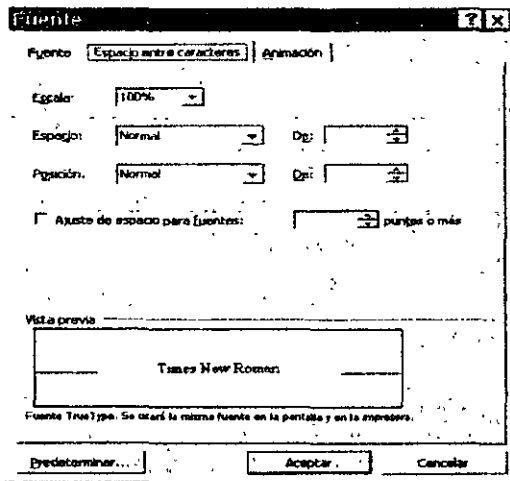 Fuente
Fuente Espacio entre caracteres Animación
Escala: 100%
Espacio: Normal De:
Posición: Normal De:
Ajuste de espacio para fuentes: puntos o más
Vista previa
Times New Roman
Fuente TrueType. Se usará la misma fuente en la pantalla y en la impresora.
Predeterminar... Aceptar Cancelar